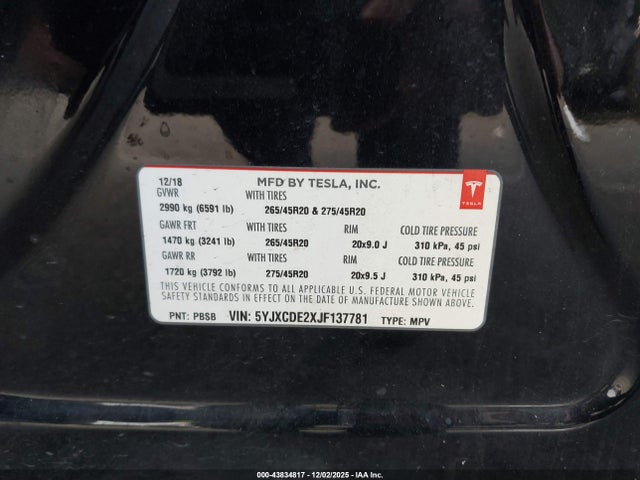 12/18 MFD BY TESLA, INC.
GVWR WITH TIRES
2990 kg (6591 lb) 265/45R20 & 275/45R20
TESLA
GAWR FRT WITH TIRES RIM COLD TIRE PRESSURE
1470 kg (3241 lb) 265/45R20 20x9.0 J 310 kPa, 45 psi
GAWR RR WITH TIRES RIM COLD TIRE PRESSURE
1720 kg (3792 lb) 275/45R20 20x9.5 J 310 kPa, 45 psi
THIS VEHICLE CONFORMS TO ALL APPLICABLE U.S. FEDERAL MOTOR VEHICLE
SAFETY STANDARDS IN EFFECT ON THE DATE OF MANUFACTURE SHOWN ABOVE.
PNT: PBSB VIN: 5YJXCDE2XJF137781 TYPE: MPV
000-43834817 - 12/02/2025 - IAA Inc.